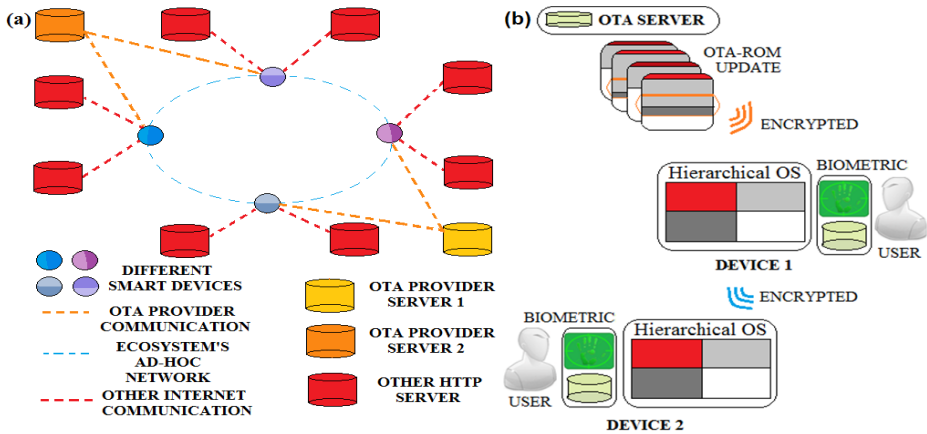 (a)
DIFFERENT
SMART DEVICES
OTA PROVIDER
COMMUNICATION
ECOSYSTEM'S
AD-HOC
NETWORK
OTHER INTERNET
COMMUNICATION
OTA PROVIDER
SERVER 1
OTA PROVIDER
SERVER 2
OTHER HTTP
SERVER
(b)
OTA SERVER
OTA-ROM
UPDATE
ENCRYPTED
Hierarchical OS
BIOMETRIC
USER
DEVICE 1
ENCRYPTED
BIOMETRIC
Hierarchical OS
USER
DEVICE 2